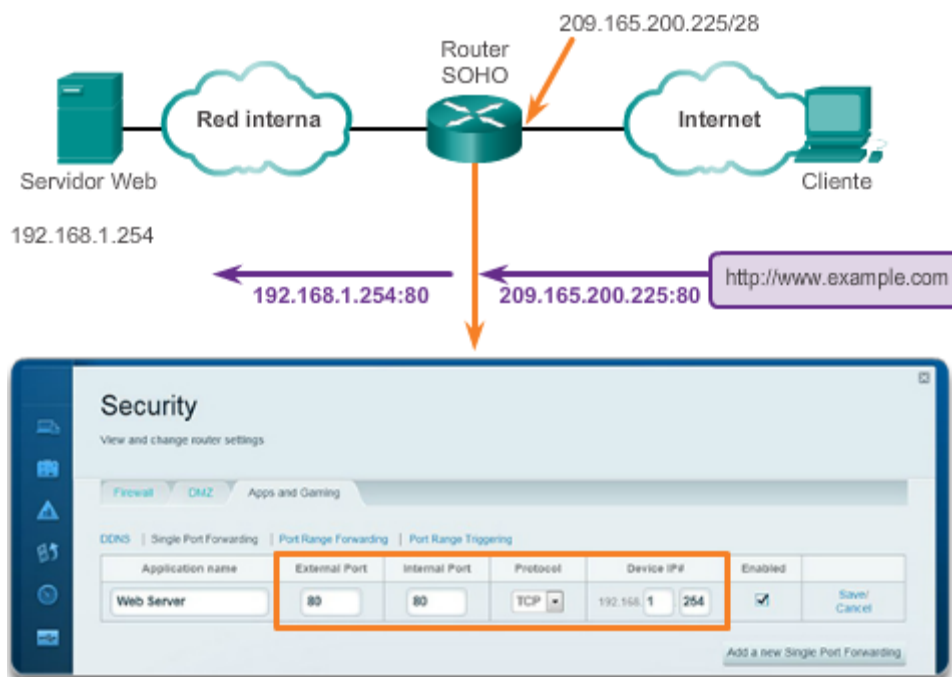 209.165.200.225/28
Router
SOHO
Red interna
Internet
Servidor Web
Cliente
192.168.1.254
http://www.example.com
192.168.1.254:80
209.165.200.225:80
Security
View and change router settings
Firewall DMZ Apps and Gaming
DDNS | Single Port Forwarding | Port Range Forwarding | Port Range Triggering
Application name External Port Internal Port Protocol Device IP# Enabled
Web Server 80 80 TCP 192.168. 1 . 254 Save/
Cancel
Add a new Single Port Forwarding